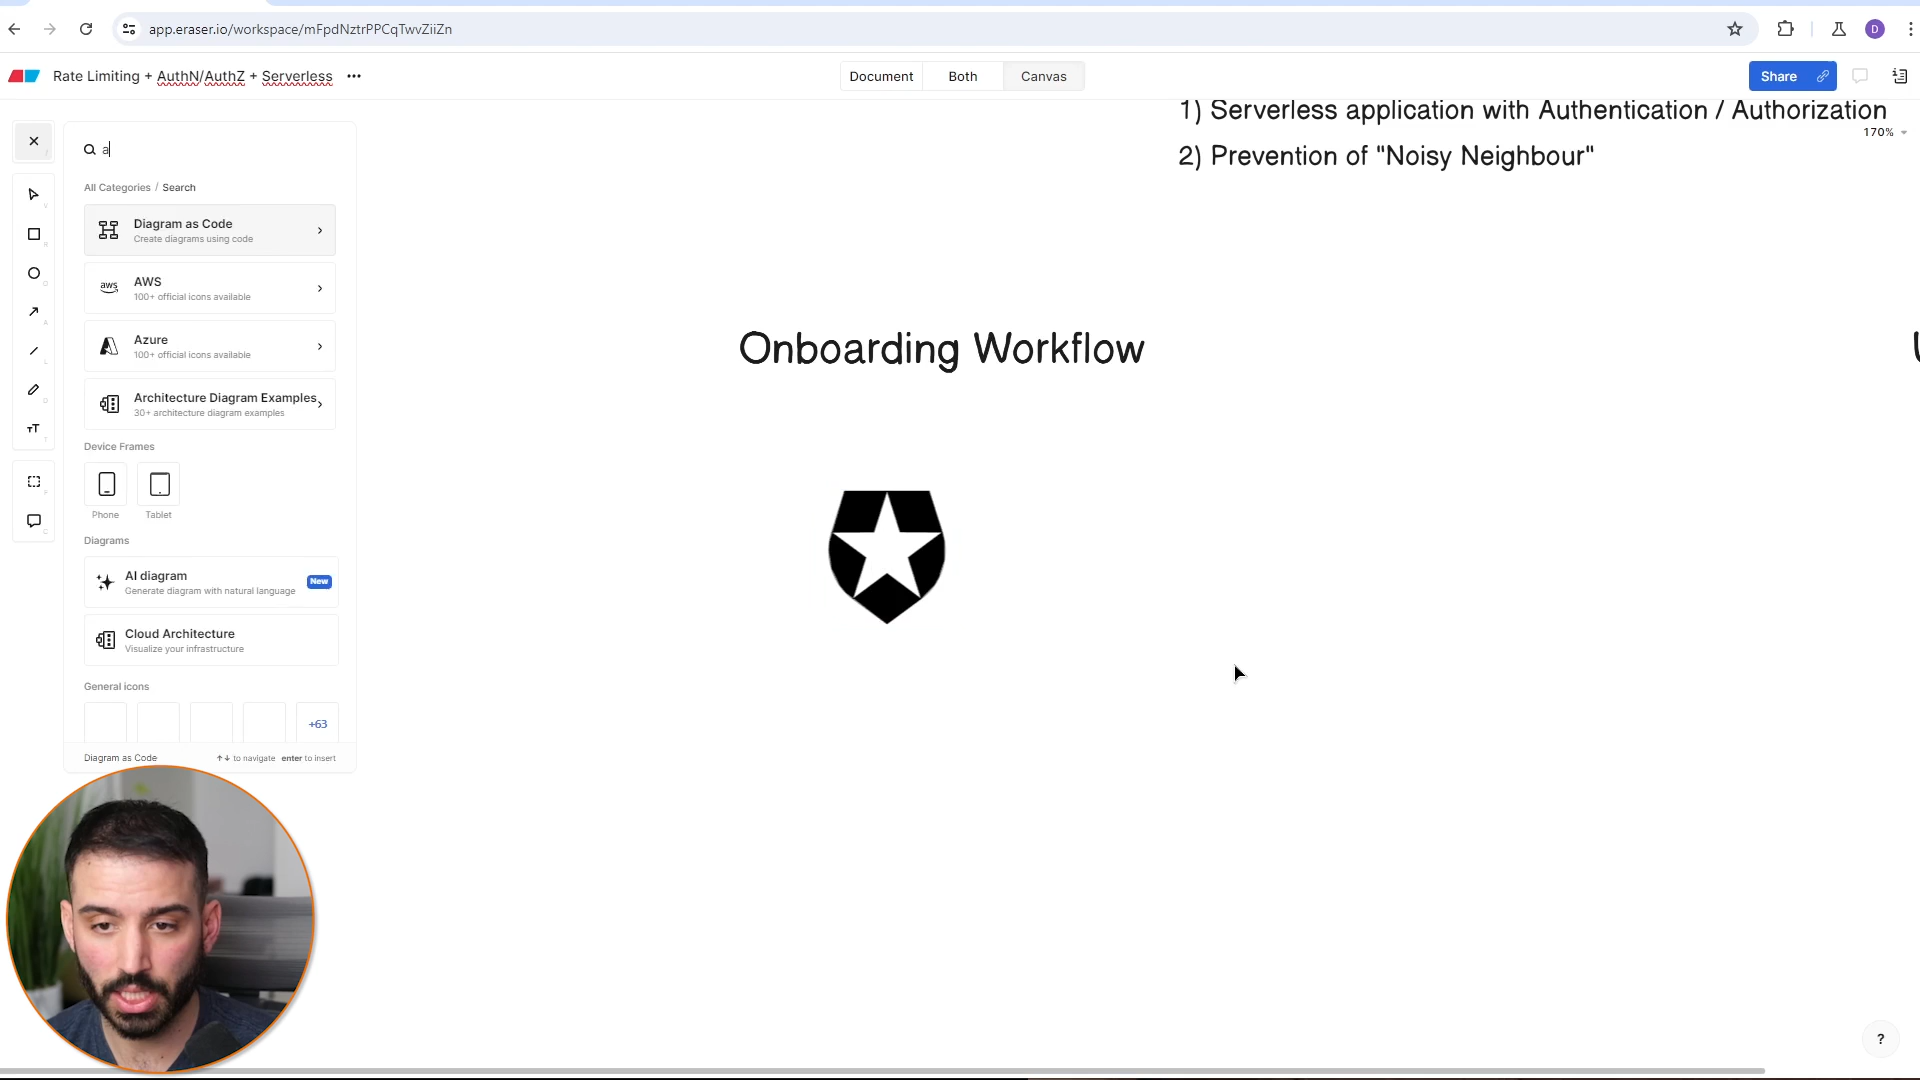 app.eraser.io/workspace/mFpdNztrPPCqTwvZiiZn
D
Rate Limiting + AuthN/AuthZ + Serverless
Document
Both
Canvas
Share
1) Serverless application with Authentication / Authorization
170%
2) Prevention of "Noisy Neighbour"
a
All Categories / Search
Diagram as Code
Create diagrams using code
aws
AWS
100+ official icons available
Azure
100+ official icons available
Architecture Diagram Examples
30+ architecture diagram examples
Device Frames
Phone
Tablet
Diagrams
AI diagram
Generate diagram with natural language
New
Cloud Architecture
Visualize your infrastructure
General icons
+63
Diagram as Code
↑↓ to navigate enter to insert
Onboarding Workflow
?